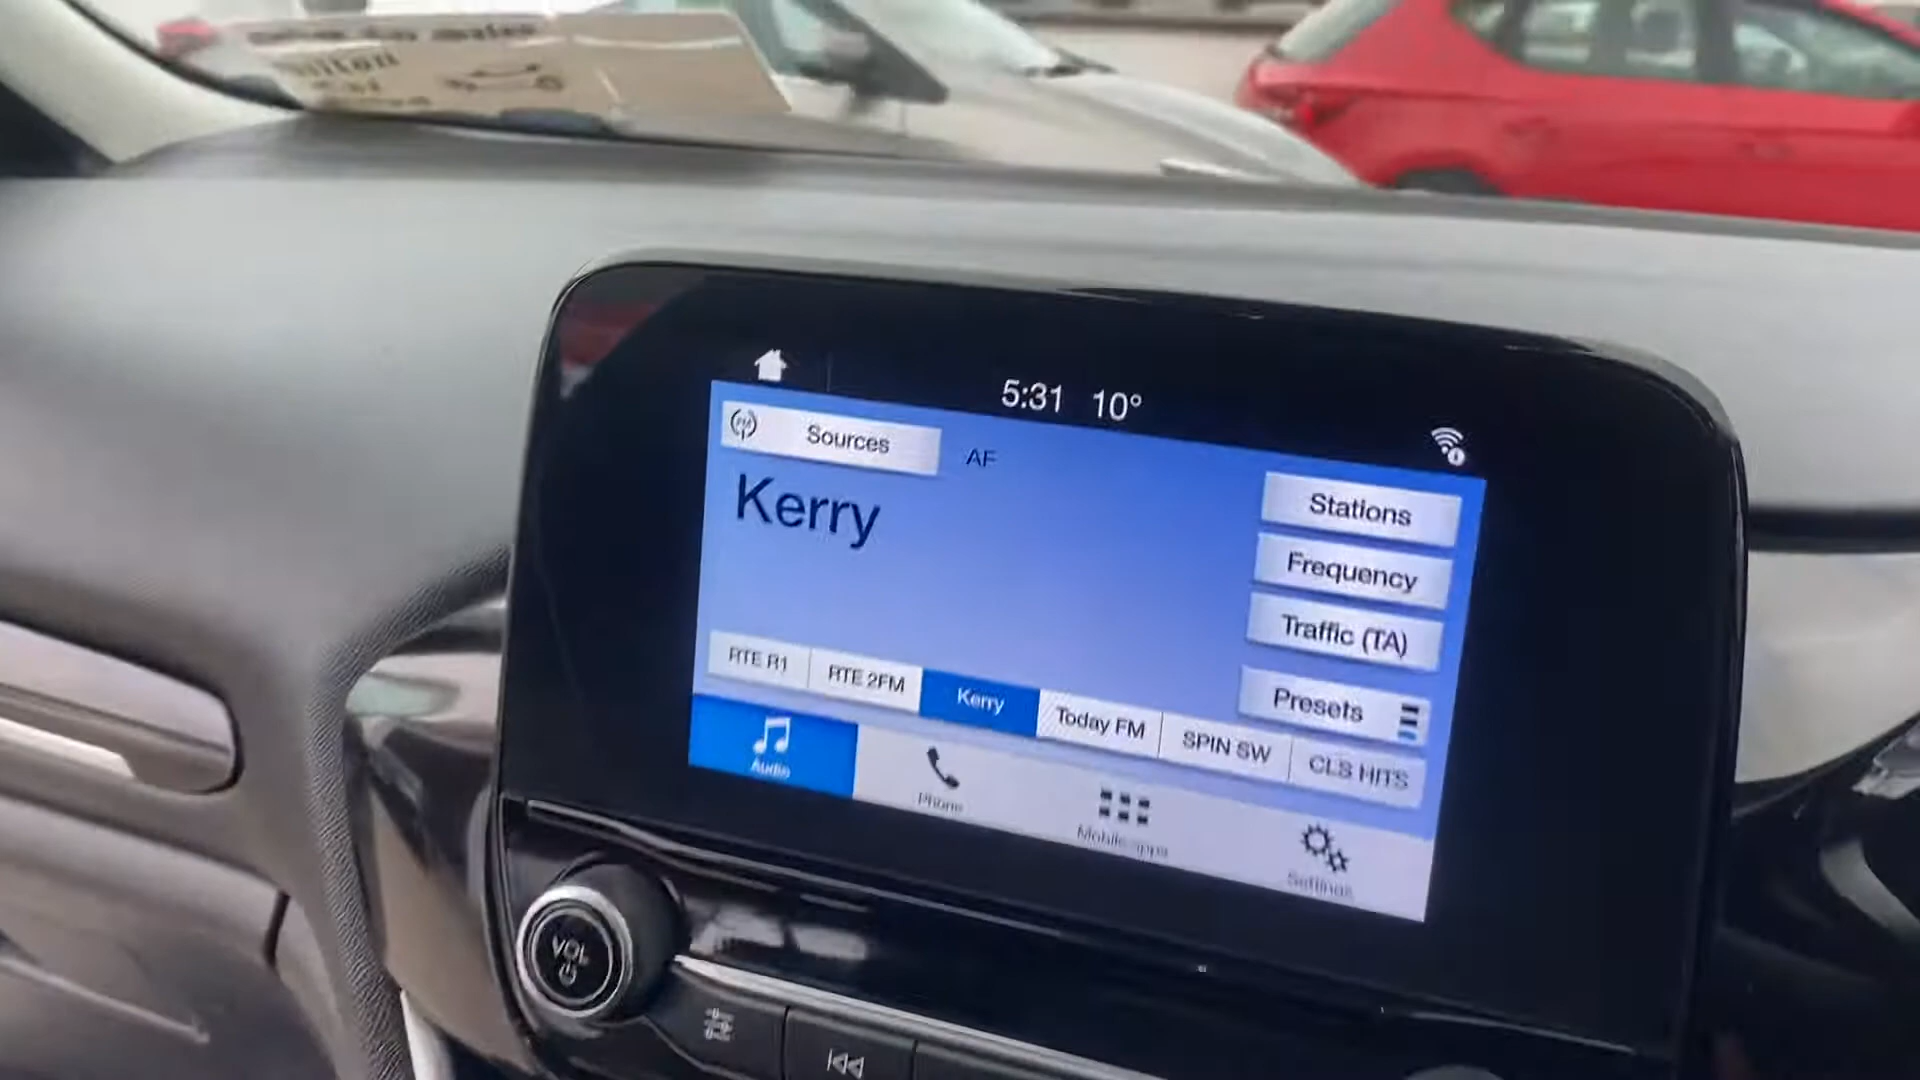 5:31 10°
Sources
AF
Kerry
Stations
Frequency
Traffic (TA)
Presets
RTE R1
RTE 2FM
Kerry
Today FM
SPIN SW
CLS HITS
Audio
Phone
Mobile apps
Settings
VOL